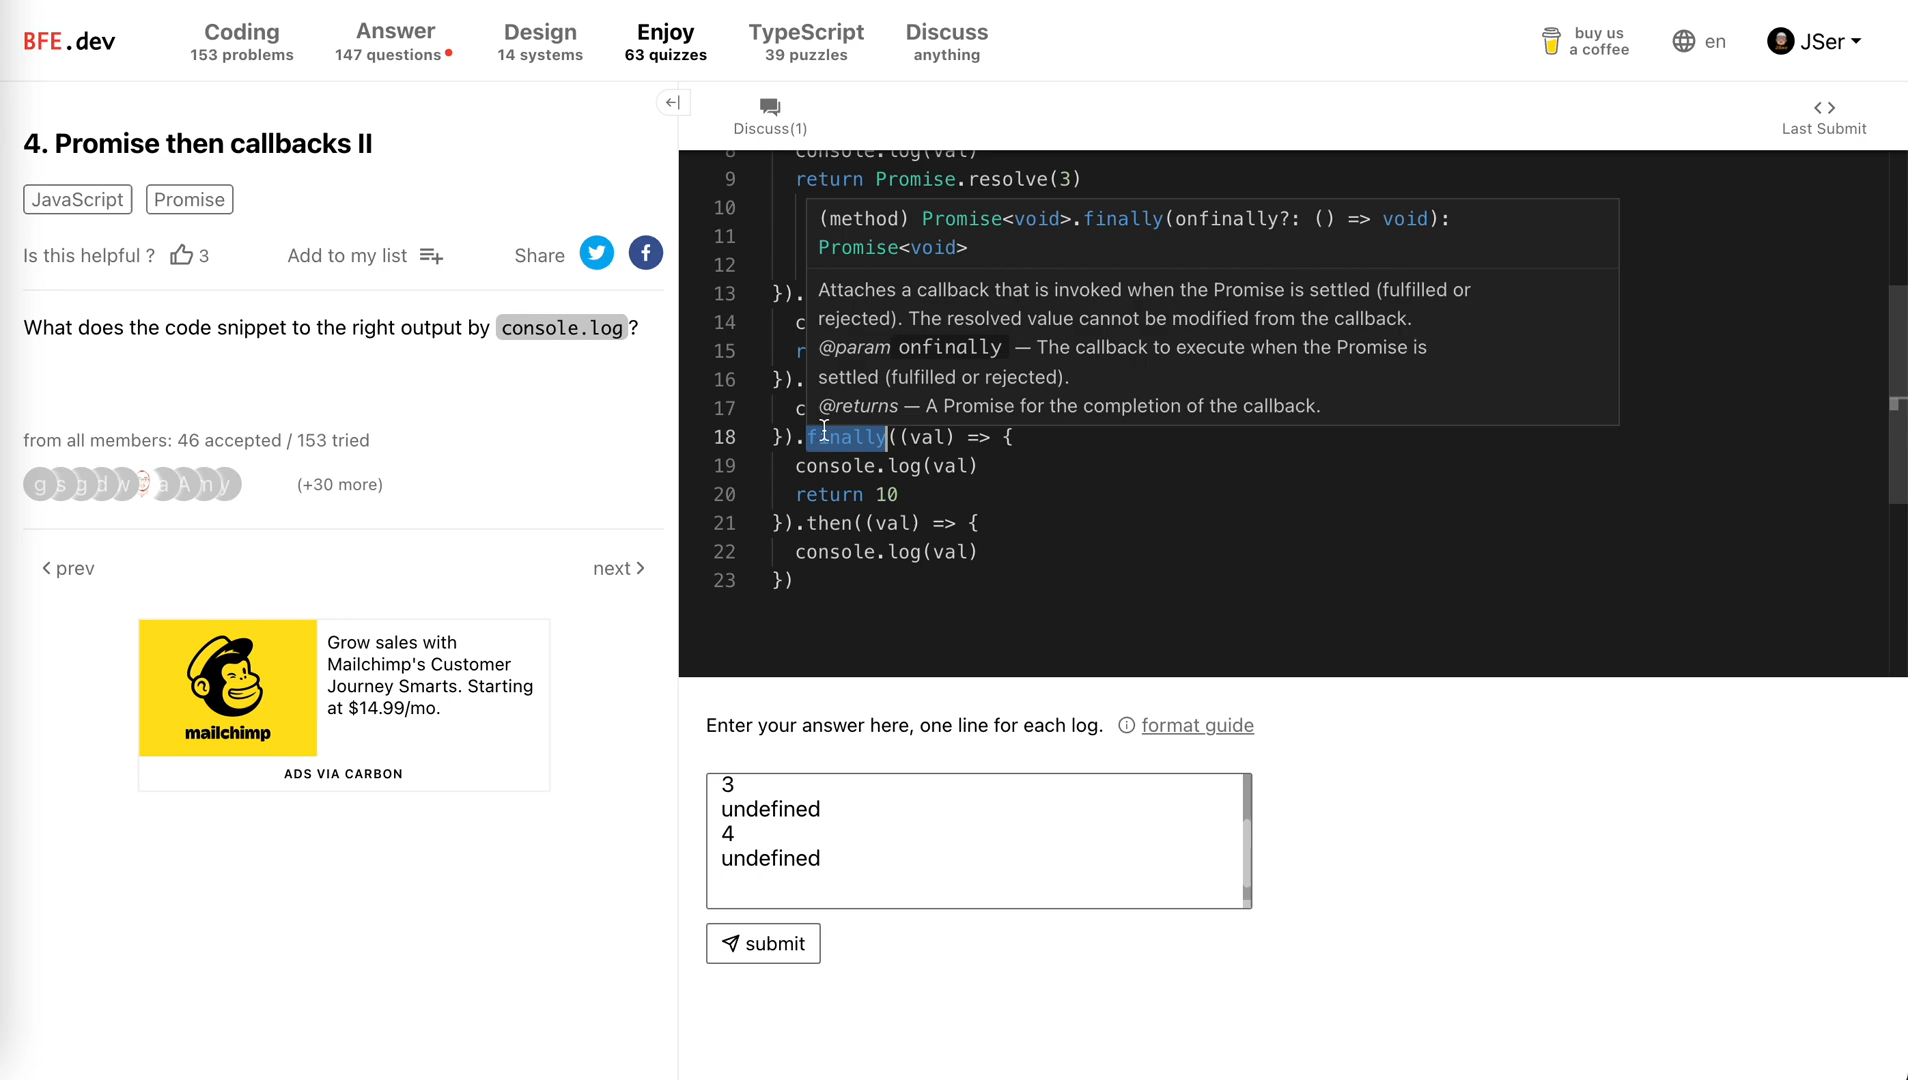 BFE.dev
Coding
153 problems
Answer
147 questions
Design
14 systems
Enjoy
63 quizzes
TypeScript
39 puzzles
Discuss
anything
buy us
a coffee
en
JSer
4. Promise then callbacks II
JavaScript
Promise
Is this helpful ?
3
Add to my list
Share
What does the code snippet to the right output by console.log?
from all members: 46 accepted / 153 tried
g s g d w a A m y
(+30 more)
prev
next
Grow sales with
Mailchimp's Customer
Journey Smarts. Starting
at $14.99/mo.
mailchimp
ADS VIA CARBON
Discuss(1)
Last Submit
8 console.log(val)
9 return Promise.resolve(3)
10
11
12
13 }).
14 c
15 r
16 }).
17 c
(method) Promise<void>.finally(onfinally?: () => void):
Promise<void>
Attaches a callback that is invoked when the Promise is settled (fulfilled or
rejected). The resolved value cannot be modified from the callback.
@param onfinally — The callback to execute when the Promise is
settled (fulfilled or rejected).
@returns — A Promise for the completion of the callback.
18 }).finally((val) => {
19 console.log(val)
20 return 10
21 }).then((val) => {
22 console.log(val)
23 })
Enter your answer here, one line for each log.
format guide
3
undefined
4
undefined
submit